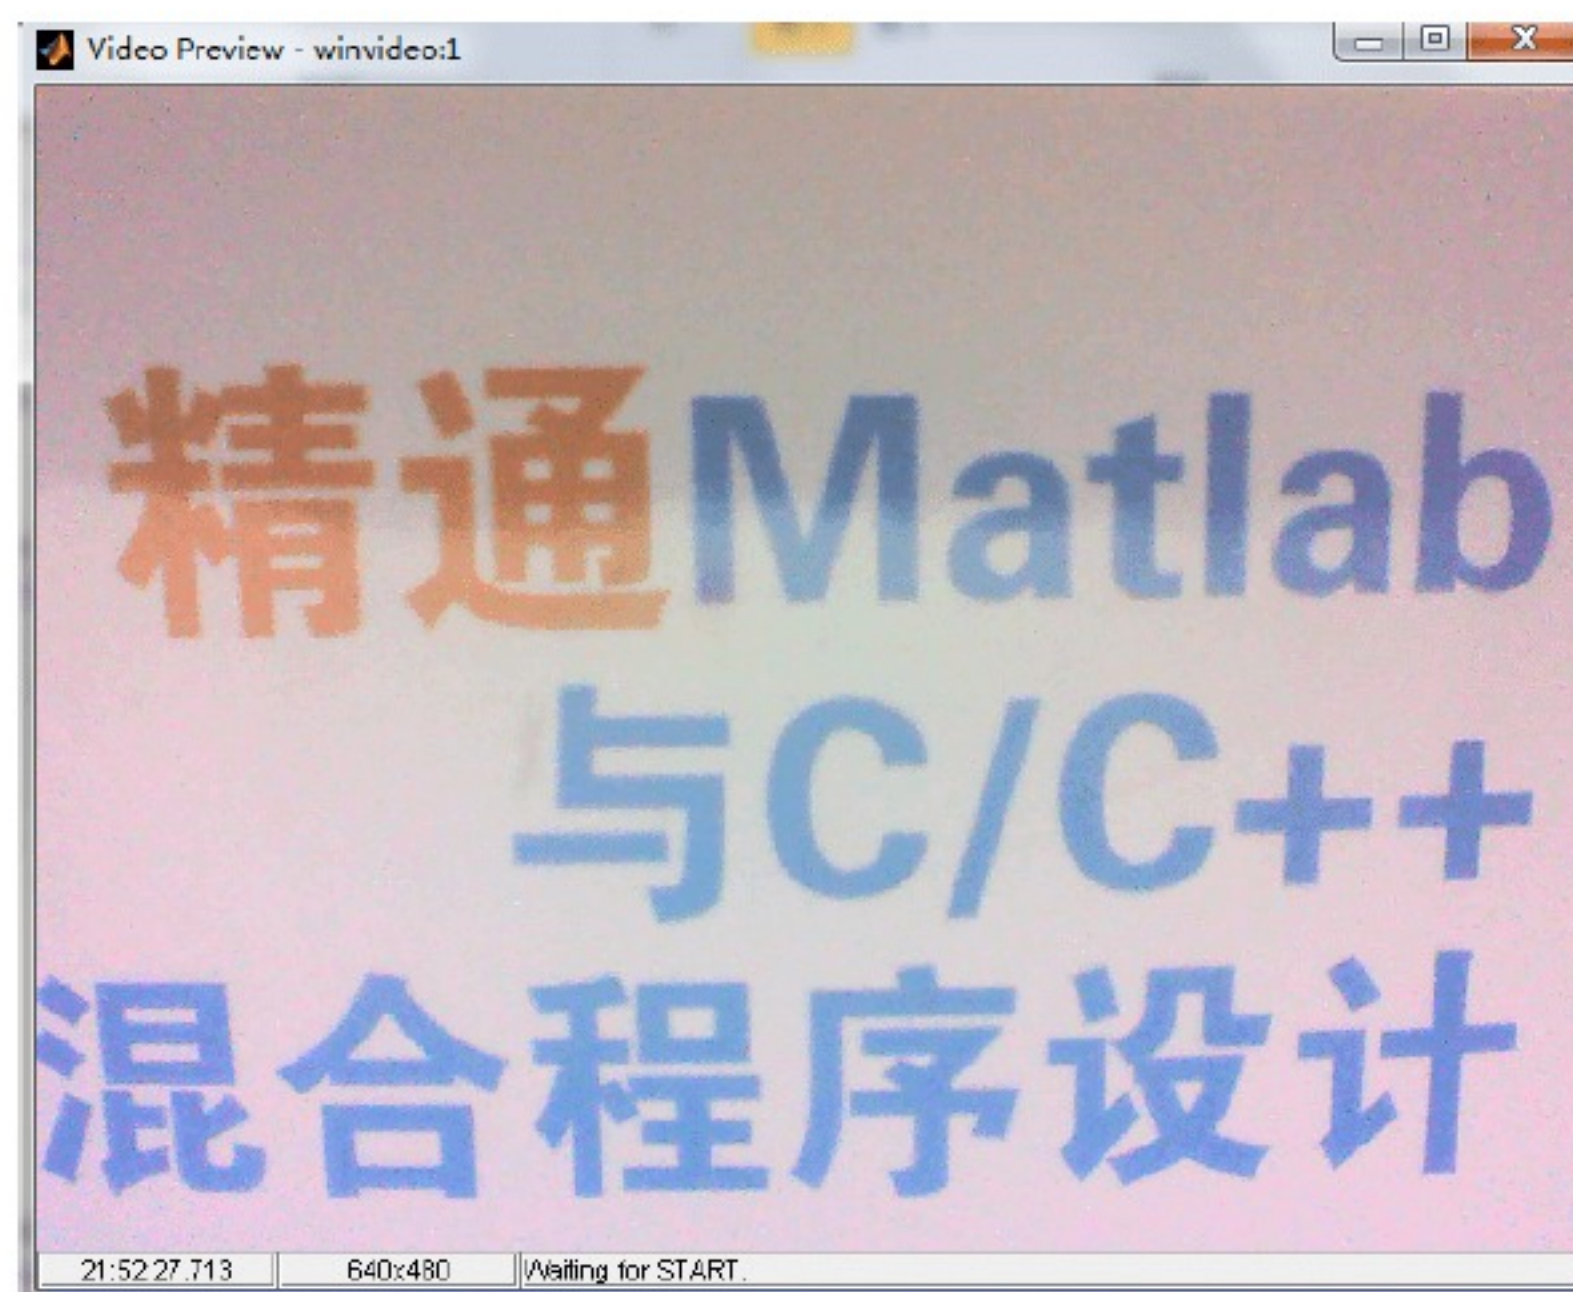 Video Preview - winvideo:1
精通Matlab
与C/C++
混合程序设计
21:52:27.713 640x480 Waiting for START.